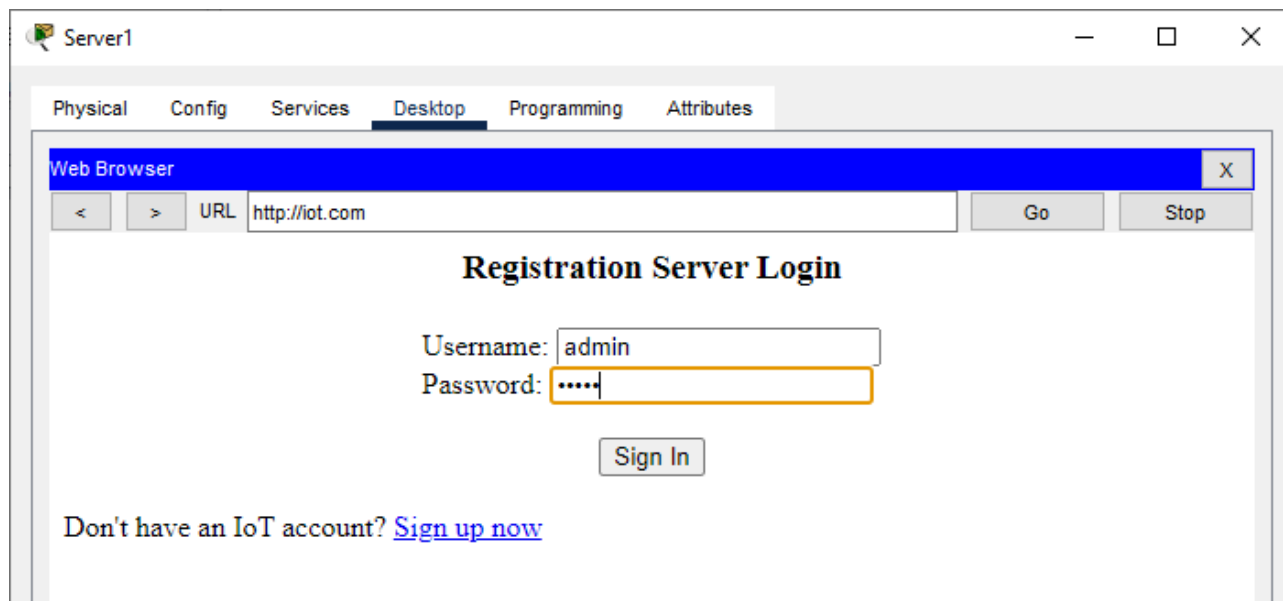 Server1
Physical Config Services Desktop Programming Attributes
Web Browser X
< > URL http://iot.com Go Stop
Registration Server Login
Username: admin
Password: •••••
Sign In
Don't have an IoT account? Sign up now